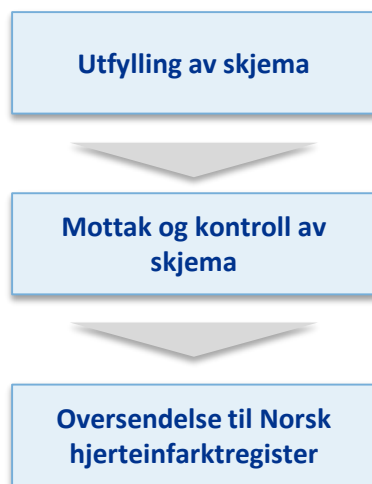 Utfylling av skjema
Mottak og kontroll av
skjema
Oversendelse til Norsk
hjerteinfarktregister